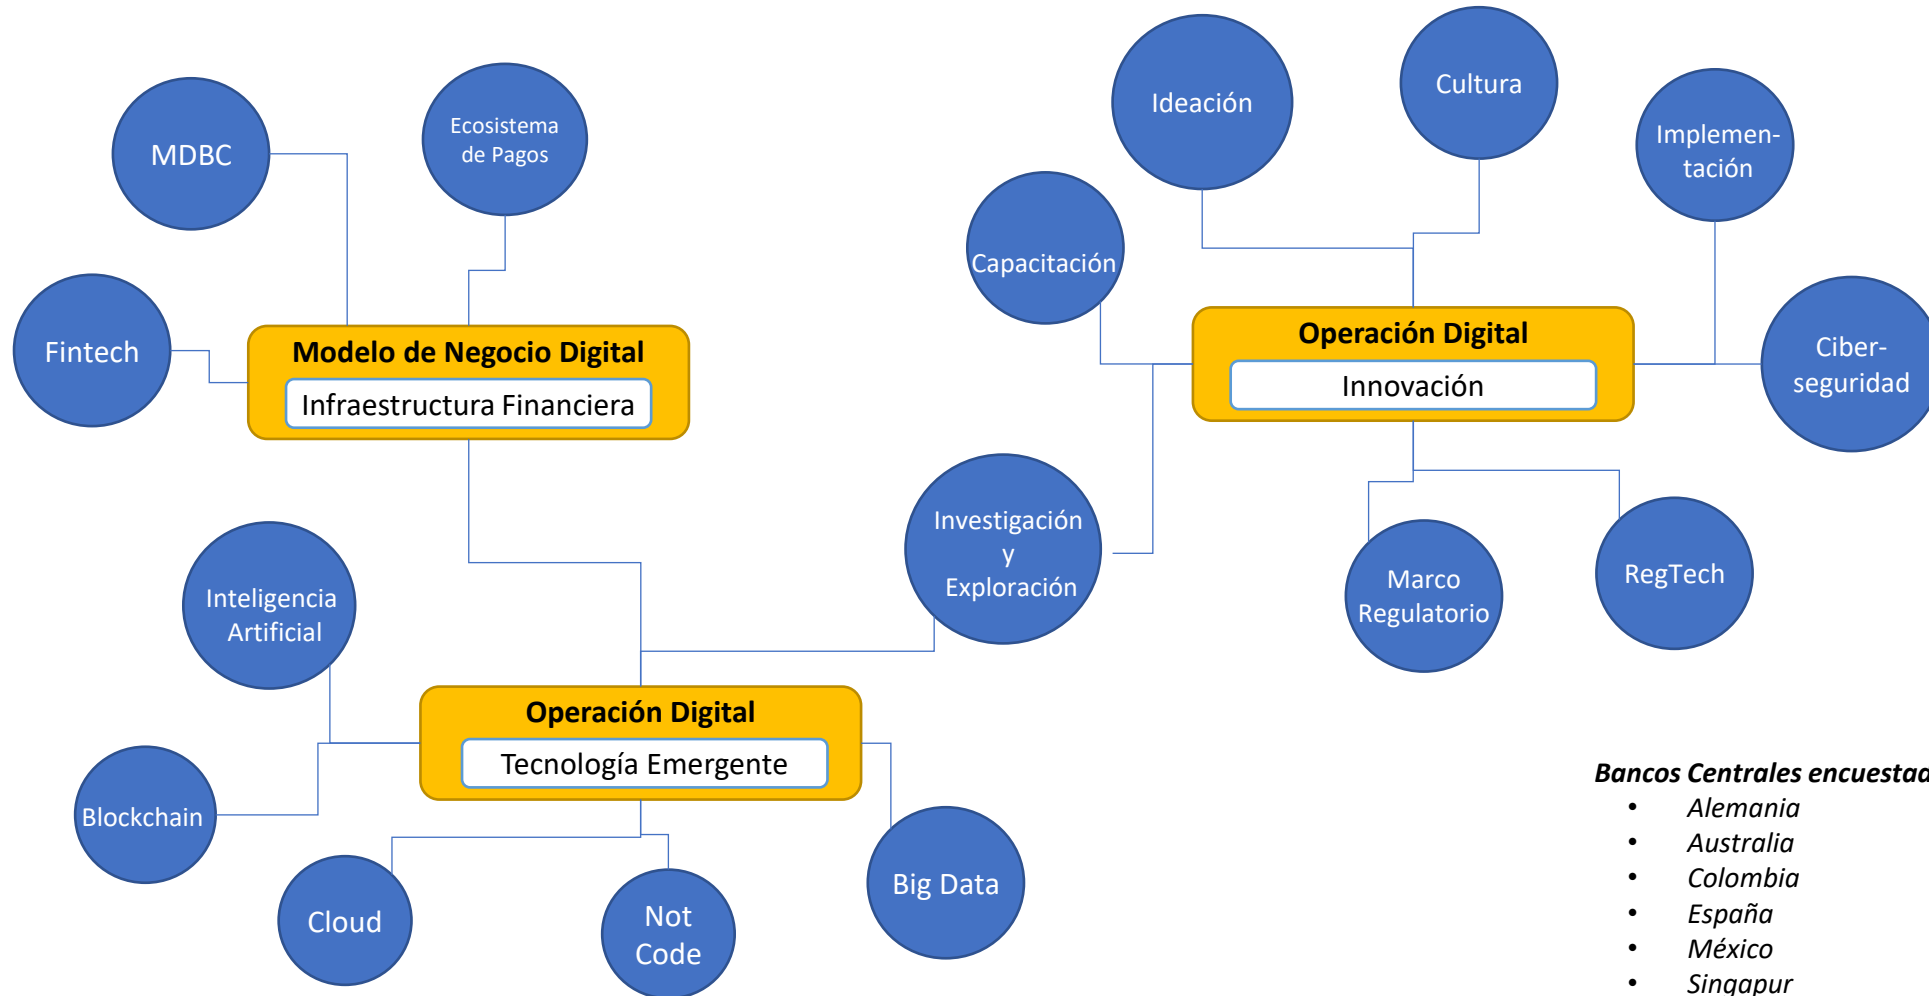 MDBC
Ecosistema
de Pagos
Fintech
Modelo de Negocio Digital
Infraestructura Financiera
Ideación
Cultura
Implemen-
tación
Capacitación
Operación Digital
Innovación
Ciber-
seguridad
Investigación
y
Exploración
Marco
Regulatorio
RegTech
Inteligencia
Artificial
Operación Digital
Tecnología Emergente
Blockchain
Cloud
Not
Code
Big Data
Bancos Centrales encuestad
• Alemania
• Australia
• Colombia
• España
• México
• Singapur